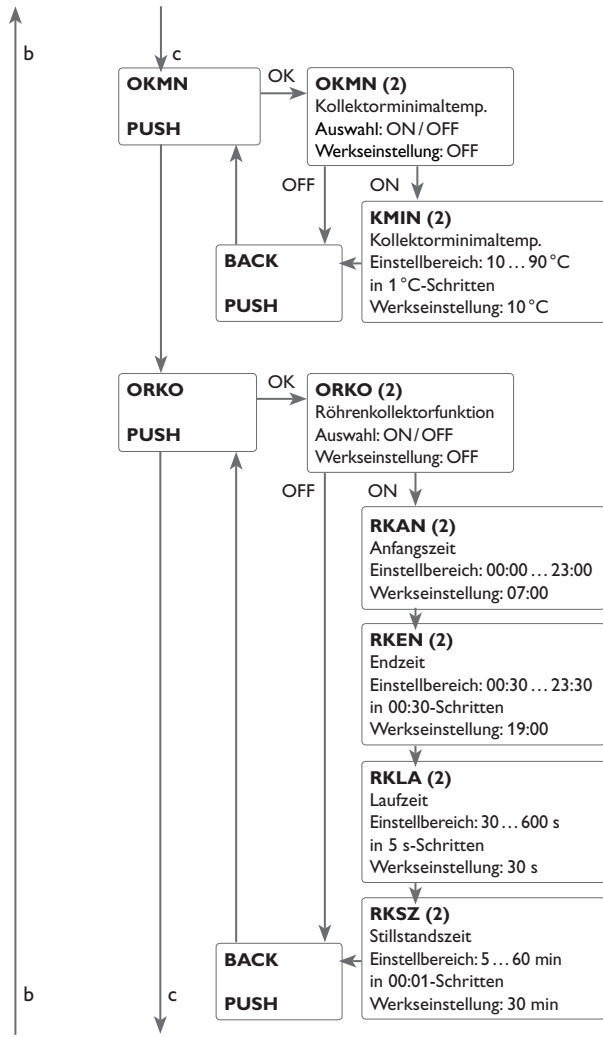 b
c
OKMN
PUSH
OK
OKMN (2)
Kollektorminimaltemp.
Auswahl: ON / OFF
Werkseinstellung: OFF
OFF
ON
KMIN (2)
Kollektorminimaltemp.
Einstellbereich: 10 … 90 °C
in 1 °C-Schritten
Werkseinstellung: 10 °C
BACK
PUSH
ORKO
PUSH
OK
ORKO (2)
Röhrenkollektorfunktion
Auswahl: ON / OFF
Werkseinstellung: OFF
OFF
ON
RKAN (2)
Anfangszeit
Einstellbereich: 00:00 … 23:00
Werkseinstellung: 07:00
RKEN (2)
Endzeit
Einstellbereich: 00:30 … 23:30
in 00:30-Schritten
Werkseinstellung: 19:00
RKLA (2)
Laufzeit
Einstellbereich: 30 … 600 s
in 5 s-Schritten
Werkseinstellung: 30 s
RKSZ (2)
Stillstandszeit
Einstellbereich: 5 … 60 min
in 00:01-Schritten
Werkseinstellung: 30 min
BACK
PUSH
b
c